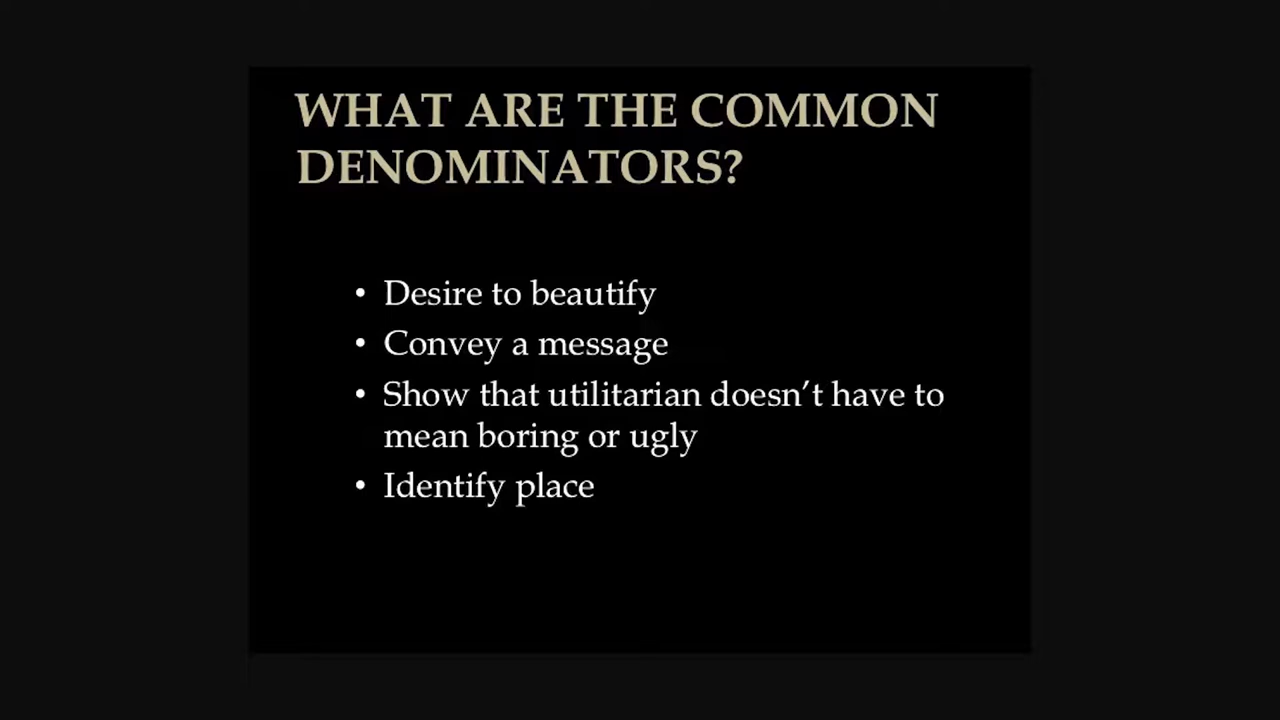 WHAT ARE THE COMMON
DENOMINATORS?
• Desire to beautify
• Convey a message
• Show that utilitarian doesn’t have to
mean boring or ugly
• Identify place